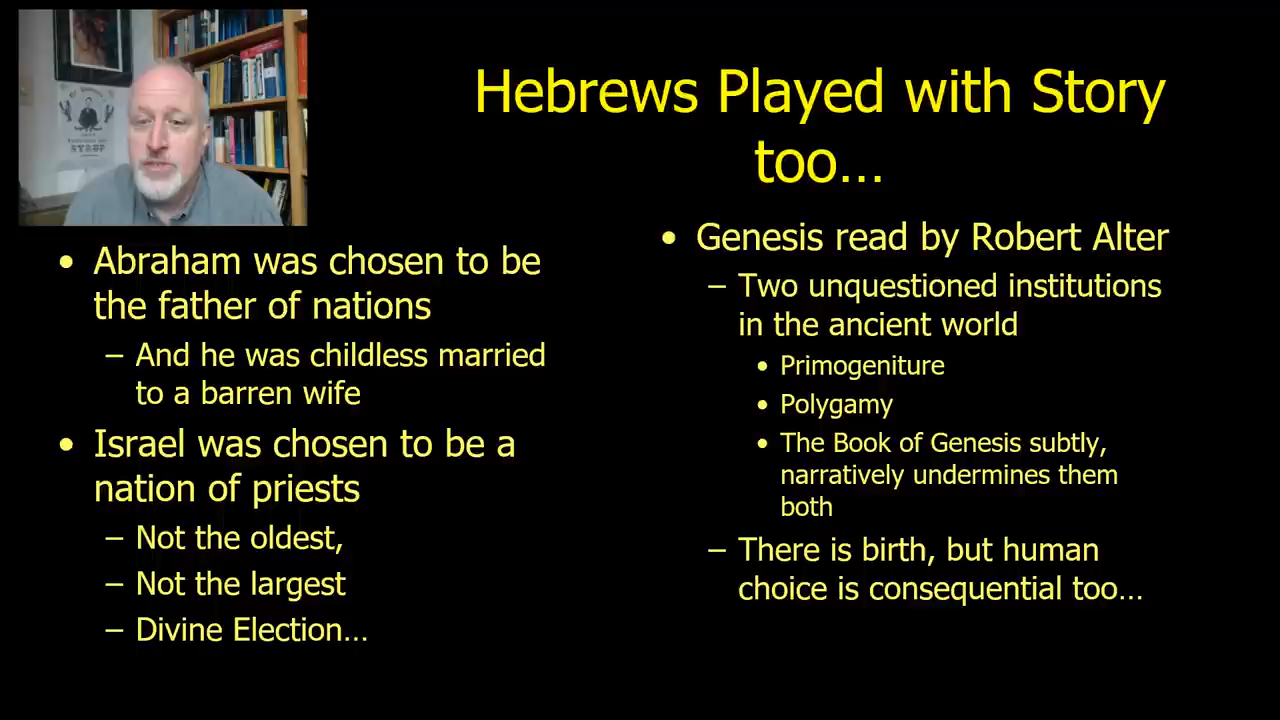 SYRUP
Hebrews Played with Story
too...
• Abraham was chosen to be
the father of nations
– And he was childless married
to a barren wife
• Israel was chosen to be a
nation of priests
– Not the oldest,
– Not the largest
– Divine Election...
• Genesis read by Robert Alter
– Two unquestioned institutions
in the ancient world
• Primogeniture
• Polygamy
• The Book of Genesis subtly,
narratively undermines them
both
– There is birth, but human
choice is consequential too...